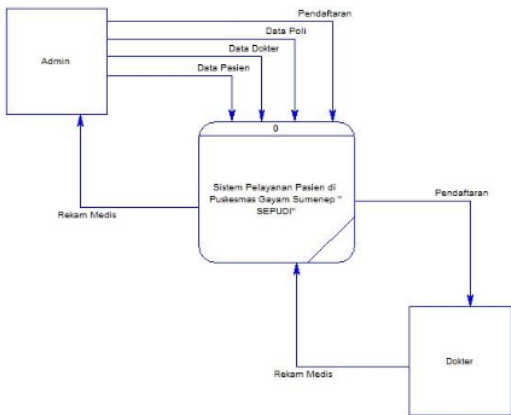 Pendaftaran
Data Poli
Data Dokter
Data Pasien
Admin
0
Sistem Pelayanan Pasien di
Puskesmas Gayam Sumenep "
SEPUDI"
Rekam Medis
Pendaftaran
Dokter
Rekam Medis